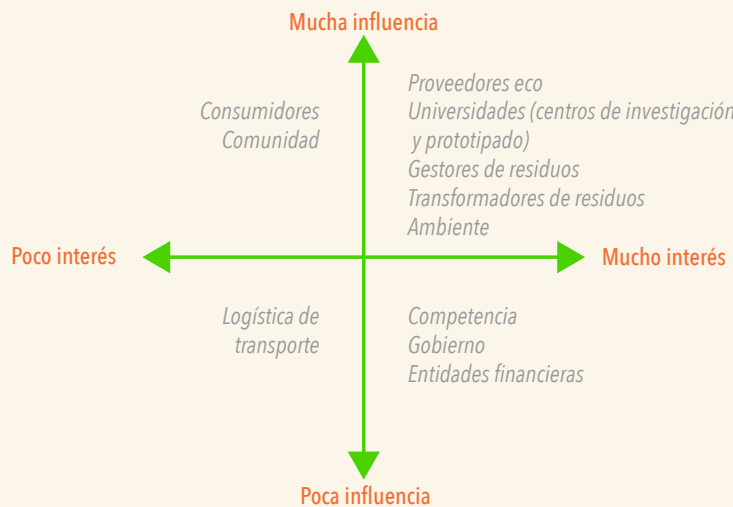 Mucha influencia
Consumidores
Comunidad
Proveedores eco
Universidades (centros de investigación
y prototipado)
Gestores de residuos
Transformadores de residuos
Ambiente
Poco interés
Mucho interés
Logística de
transporte
Competencia
Gobierno
Entidades financieras
Poca influencia